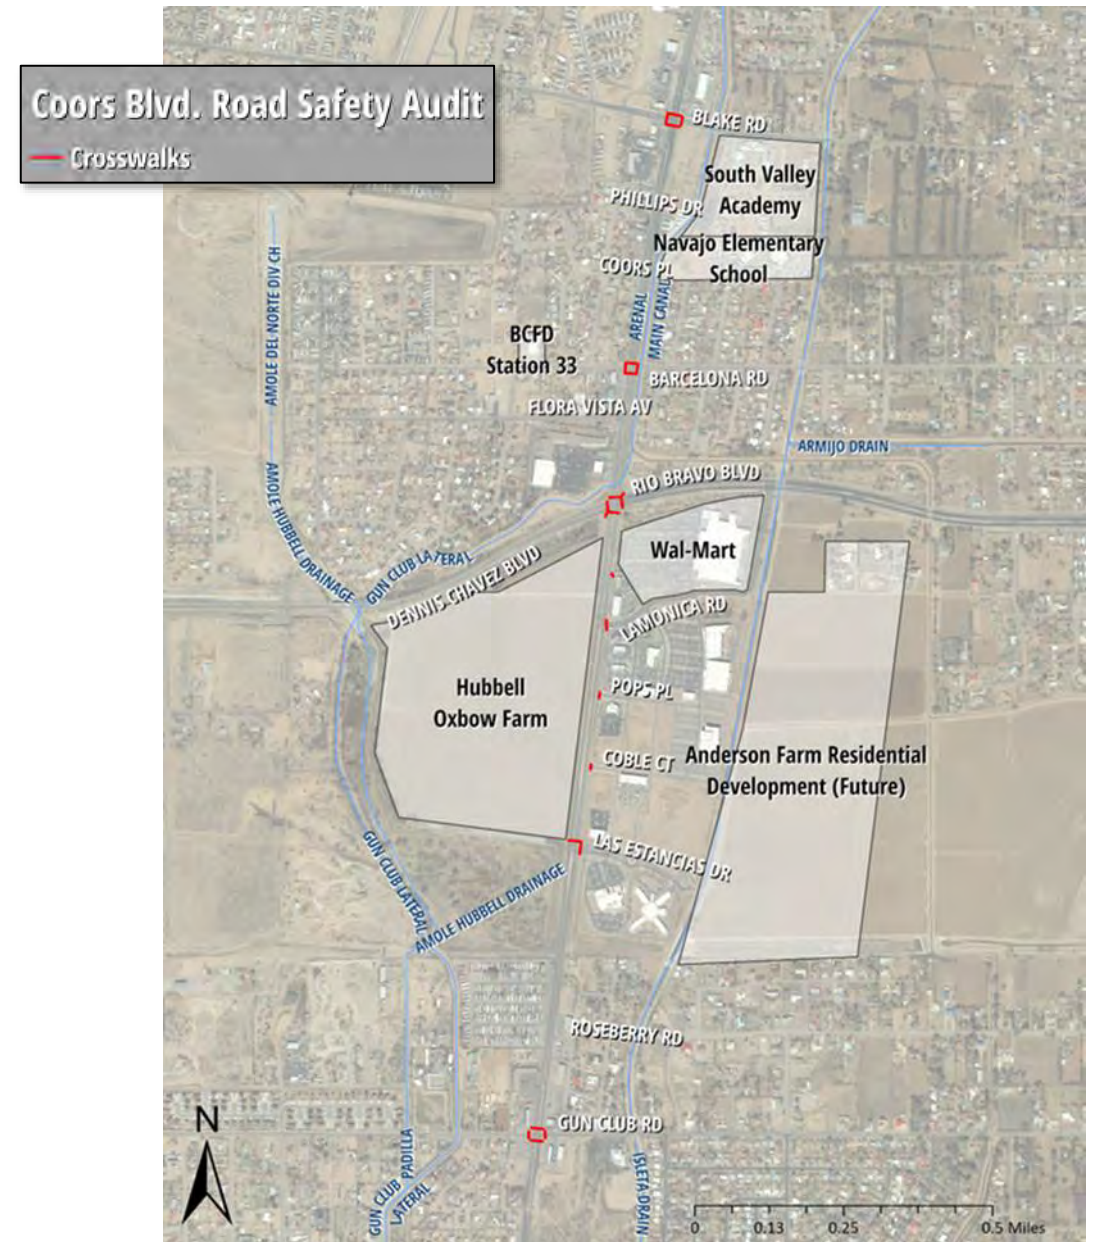 Coors Blvd. Road Safety Audit
Crosswalks
BLAKE RD
South Valley
Academy
PHILLIPS DR
Navajo Elementary
School
COORS PL
AMOLE DEL NORTE DIV CH
ARENAL
MAIN CANAL
BCFD
Station 33
BARCELONA RD
FLORA VISTA AV
ARMIJO DRAIN
RIO BRAVO BLVD
AMOLE HUBBELL DRAINAGE
GUN CLUB LATERAL
DENNIS CHAVEZ BLVD
Wal-Mart
LAMONICA RD
Hubbell
Oxbow Farm
POPS PL
COBLE CT
Anderson Farm Residential
Development (Future)
LAS ESTANCIAS DR
GUN CLUB LATERAL
AMOLE HUBBELL DRAINAGE
ROSEBERRY RD
N
GUN CLUB RD
PADILLA
GUN CLUB
LATERAL
ISLETA DRAIN
0 0.13 0.25 0.5 Miles